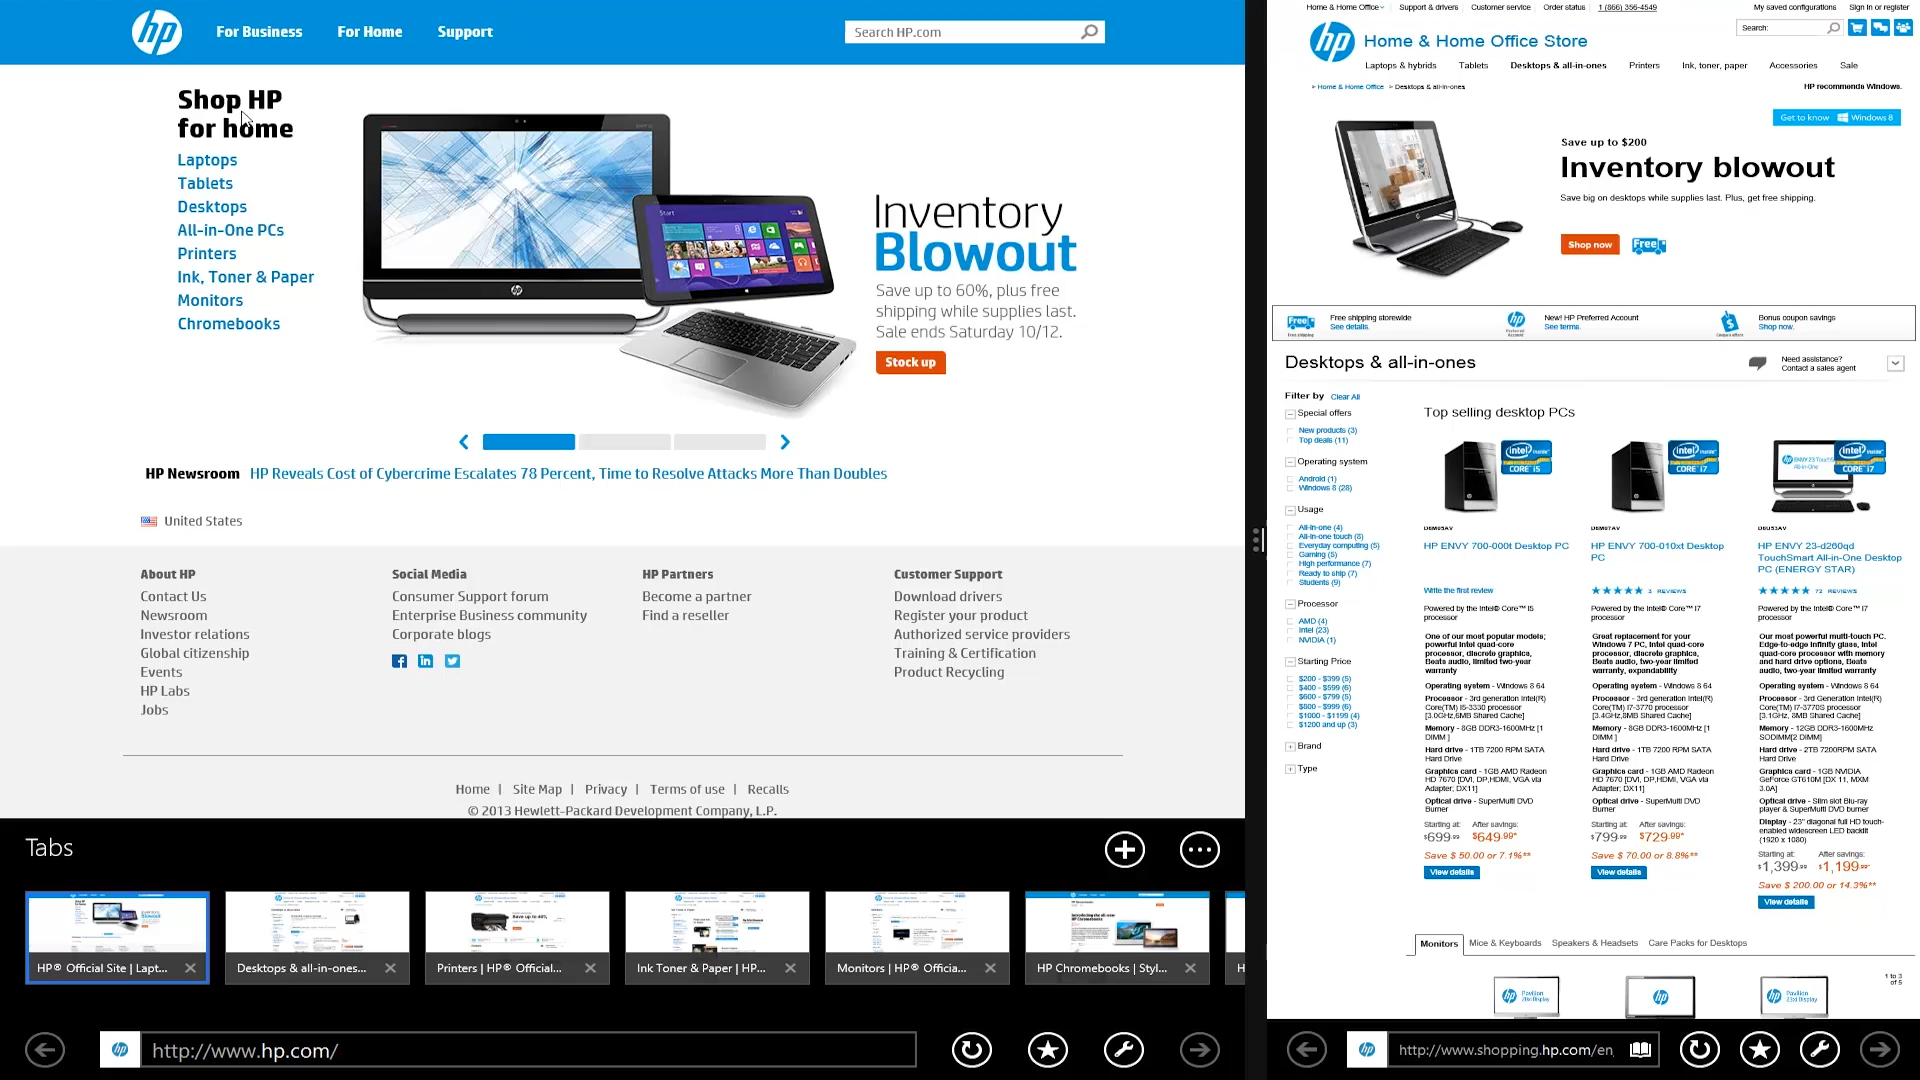 hp
For Business
For Home
Support
Search HP.com
Shop HP
for home
Laptops
Tablets
Desktops
All-in-One PCs
Printers
Ink, Toner & Paper
Monitors
Chromebooks
Start
Inventory
Blowout
Save up to 60%, plus free
shipping while supplies last.
Sale ends Saturday 10/12.
Stock up
HP Newsroom HP Reveals Cost of Cybercrime Escalates 78 Percent, Time to Resolve Attacks More Than Doubles
United States
About HP
Contact Us
Newsroom
Investor relations
Global citizenship
Events
HP Labs
Jobs
Social Media
Consumer Support forum
Enterprise Business community
Corporate blogs
HP Partners
Become a partner
Find a reseller
Customer Support
Download drivers
Register your product
Authorized service providers
Training & Certification
Product Recycling
Home | Site Map | Privacy | Terms of use | Recalls
© 2013 Hewlett-Packard Development Company, L.P.
Tabs
HP® Official Site | Lapt...
Desktops & all-in-ones...
Printers | HP® Official...
Ink Toner & Paper | HP...
Monitors | HP® Officia...
HP Chromebooks | Styl...
H
http://www.hp.com/
Home & Home Office
Support & drivers
Customer service
Order status
1 (866) 356-4549
My saved configurations
Sign in or register
Search:
hp
Home & Home Office Store
Laptops & hybrids
Tablets
Desktops & all-in-ones
Printers
Ink, toner, paper
Accessories
Sale
> Home & Home Office > Desktops & all-in-ones
HP recommends Windows.
Get to know Windows 8
Save up to $200
Inventory blowout
Save big on desktops while supplies last. Plus, get free shipping.
Shop now
Free
Free shipping storewide
See details.
New! HP Preferred Account
See terms.
Bonus coupon savings
Shop now.
Desktops & all-in-ones
Need assistance?
Contact a sales agent
Filter by Clear All
Special offers
New products (3)
Top deals (11)
Operating system
Android (1)
Windows 8 (28)
Usage
All-in-one (4)
All-in-one touch (8)
Everyday computing (5)
Gaming (5)
High performance (7)
Ready to ship (7)
Students (9)
Processor
AMD (4)
Intel (23)
NVIDIA (1)
Starting Price
$200 - $399 (5)
$400 - $599 (6)
$600 - $799 (5)
$800 - $999 (6)
$1000 - $1199 (4)
$1200 and up (3)
Brand
Type
Top selling desktop PCs
intel inside CORE i5
HP ENVY 700-000t Desktop PC
Write the first review
Powered by the Intel® Core™ i5
processor
One of our most popular models;
powerful Intel quad-core
processor, discrete graphics,
Beats audio, limited two-year
warranty
Operating system - Windows 8 64
Processor - 3rd generation Intel(R)
Core(TM) i5-3330 processor
[3.0GHz,6MB Shared Cache]
Memory - 8GB DDR3-1600MHz [1
DIMM ]
Hard drive - 1TB 7200 RPM SATA
Hard Drive
Graphics card - 1GB AMD Radeon
HD 7670 [DVI, DP,HDMI, VGA via
Adapter; DX11]
Optical drive - SuperMulti DVD
Burner
Starting at: After savings:
$699.99 $649.99*
Save $ 50.00 or 7.1%**
View details
intel inside CORE i7
HP ENVY 700-010xt Desktop
PC
3 REVIEWS
Powered by the Intel® Core™ i7
processor
Great replacement for your
Windows 7 PC, Intel quad-core
processor, discrete graphics,
Beats audio, two-year limited
warranty, expandability
Operating system - Windows 8 64
Processor - 3rd generation Intel(R)
Core(TM) i7-3770 processor
[3.4GHz,8MB Shared Cache]
Memory - 8GB DDR3-1600MHz [1
DIMM ]
Hard drive - 1TB 7200 RPM SATA
Hard Drive
Graphics card - 1GB AMD Radeon
HD 7670 [DVI, DP,HDMI, VGA via
Adapter; DX11]
Optical drive - SuperMulti DVD
Burner
Starting at: After savings:
$799.99 $729.99*
Save $ 70.00 or 8.8%**
View details
intel inside CORE i7
HP ENVY 23-d260qd
TouchSmart All-in-One Desktop
PC (ENERGY STAR)
72 REVIEWS
Powered by the Intel® Core™ i7
processor
Our most powerful multi-touch PC.
Edge-to-edge infinity glass, Intel
quad-core processor with memory
and hard drive options, Beats
audio, two-year limited warranty
Operating system - Windows 8 64
Processor - 3rd generation Intel(R)
Core(TM) i7-3770S processor
[3.1GHz, 8MB Shared Cache]
Memory - 12GB DDR3-1600MHz
SODIMM[2 DIMM]
Hard drive - 2TB 7200RPM SATA
Hard Drive
Graphics card - 1GB NVIDIA
GeForce GT610M [DX 11, MXM
3.0A]
Optical drive - Slim slot Blu-ray
player & SuperMulti DVD burner
Display - 23" diagonal full HD touch-
enabled widescreen LED backlit
(1920 x 1080)
Starting at: After savings:
$1,399.99 $1,199.99*
Save $ 200.00 or 14.3%**
View details
Monitors
Mice & Keyboards
Speakers & Headsets
Care Packs for Desktops
1 to 3
of 5
http://www.shopping.hp.com/en